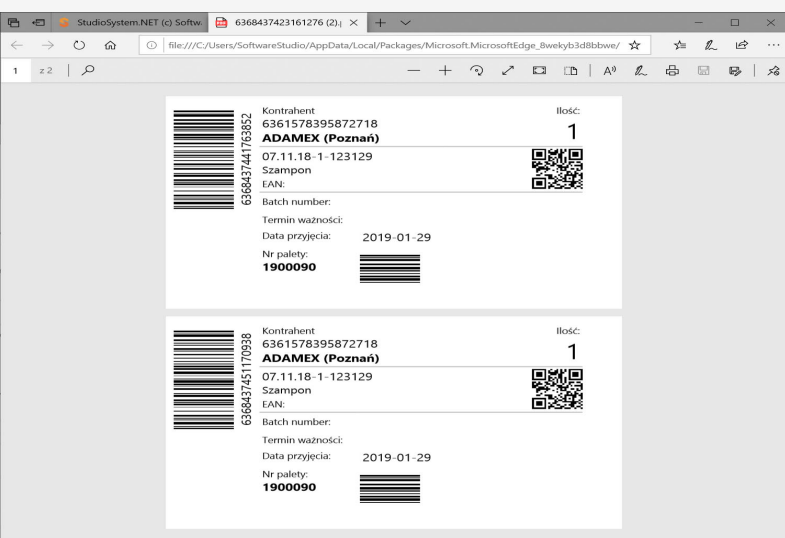 StudioSystem.NET (c) Softw.
6368437423161276 (2).
file:///C:/Users/SoftwareStudio/AppData/Local/Packages/Microsoft.MicrosoftEdge_8wekyb3d8bbwe/
1 z 2
Kontrahent
Ilość:
6361578395872718
1
ADAMEX (Poznań)
07.11.18-1-123129
Szampon
EAN:
6368437441763852
Batch number:
Termin ważności:
Data przyjęcia: 2019-01-29
Nr palety:
1900090
Kontrahent
Ilość:
6361578395872718
1
ADAMEX (Poznań)
07.11.18-1-123129
Szampon
EAN:
6368437451170938
Batch number:
Termin ważności:
Data przyjęcia: 2019-01-29
Nr palety:
1900090